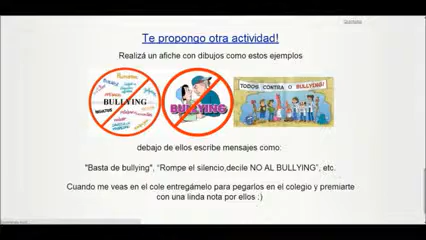 Te propongo otra actividad!
Realizá un afiche con dibujos como estos ejemplos
BULLYING
BULLYING
TODOS CONTRA O BULLYING!
debajo de ellos escribe mensajes como:
"Basta de bullying", "Rompe el silencio,decile NO AL BULLYING", etc.
Cuando me veas en el cole entregámelo para pegarlos en el colegio y premiarte
con una linda nota por ellos :)